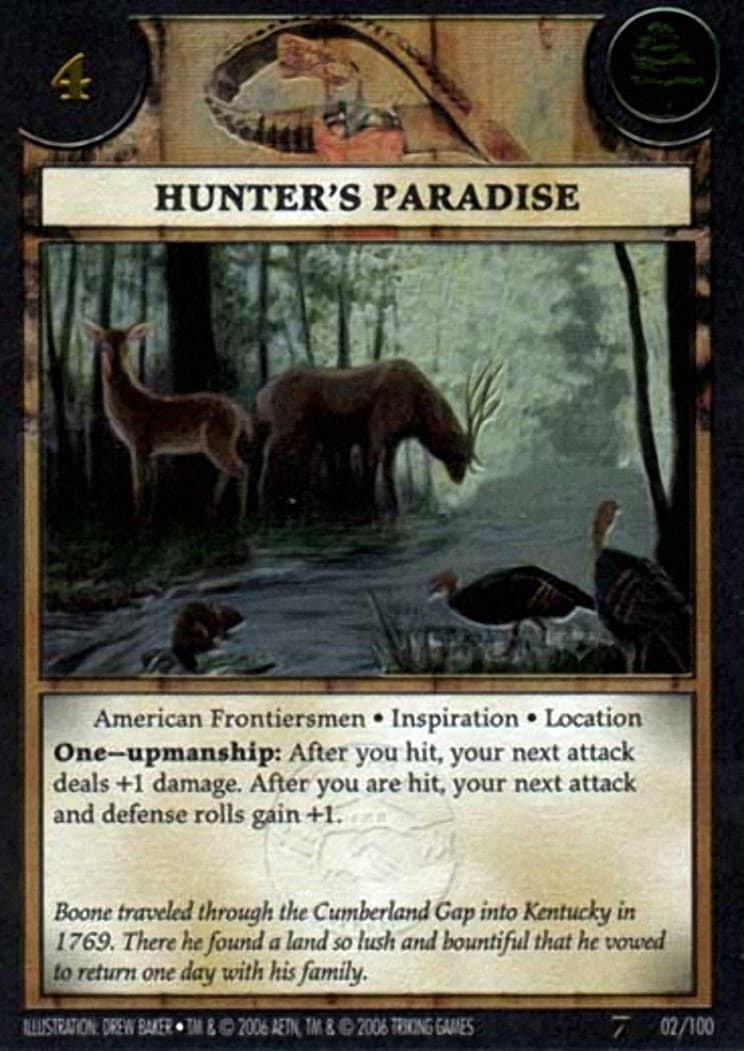 4
HUNTER'S PARADISE
American Frontiersmen • Inspiration • Location
One—upmanship: After you hit, your next attack
deals +1 damage. After you are hit, your next attack
and defense rolls gain +1.
Boone traveled through the Cumberland Gap into Kentucky in
1769. There he found a land so lush and bountiful that he vowed
to return one day with his family.
ILLUSTRATION: DREW BAKER • TM & © 2006 AETN, TM & © 2006 TRIKING GAMES
7 02/100